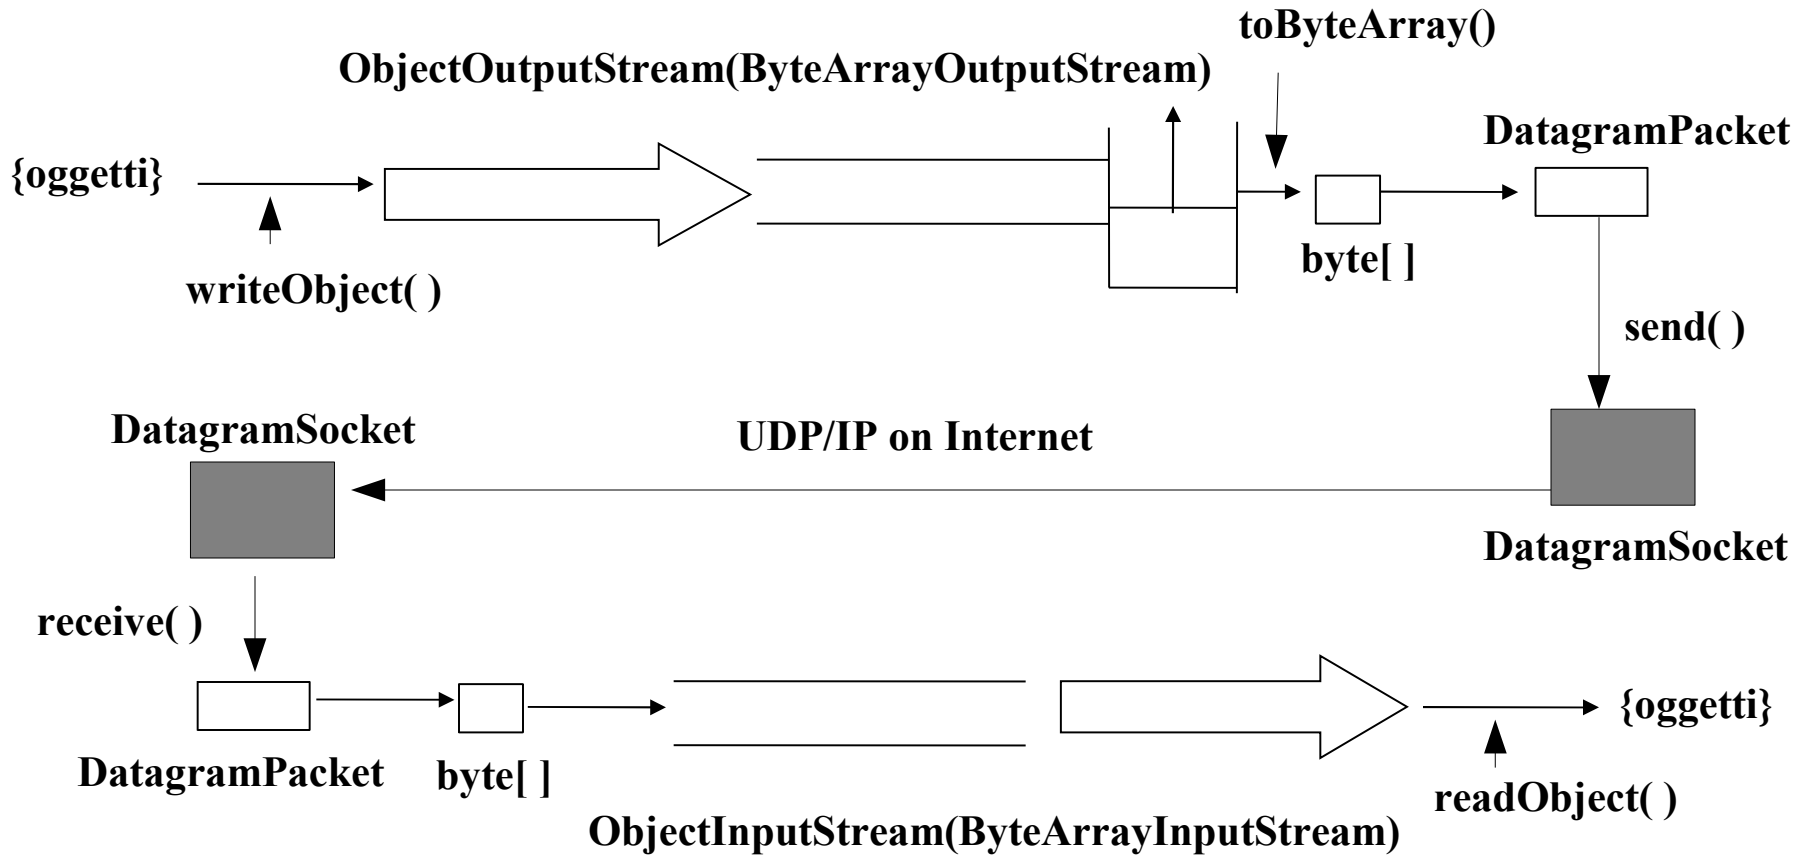 toByteArray()
ObjectOutputStream(ByteArrayOutputStream)
DatagramPacket
{oggetti}
byte[ ]
writeObject( )
send( )
DatagramSocket
UDP/IP on Internet
DatagramSocket
receive( )
{oggetti}
DatagramPacket
byte[ ]
readObject( )
ObjectInputStream(ByteArrayInputStream)